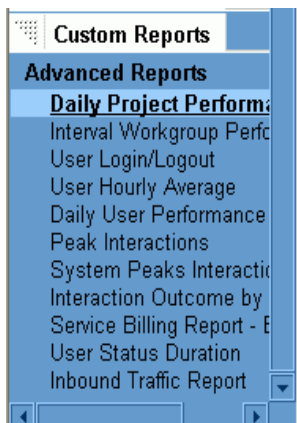 Custom Reports
Advanced Reports
Daily Project Performa
Interval Workgroup Perfo
User Login/Logout
User Hourly Average
Daily User Performance
Peak Interactions
System Peaks Interactio
Interaction Outcome by
Service Billing Report - E
User Status Duration
Inbound Traffic Report